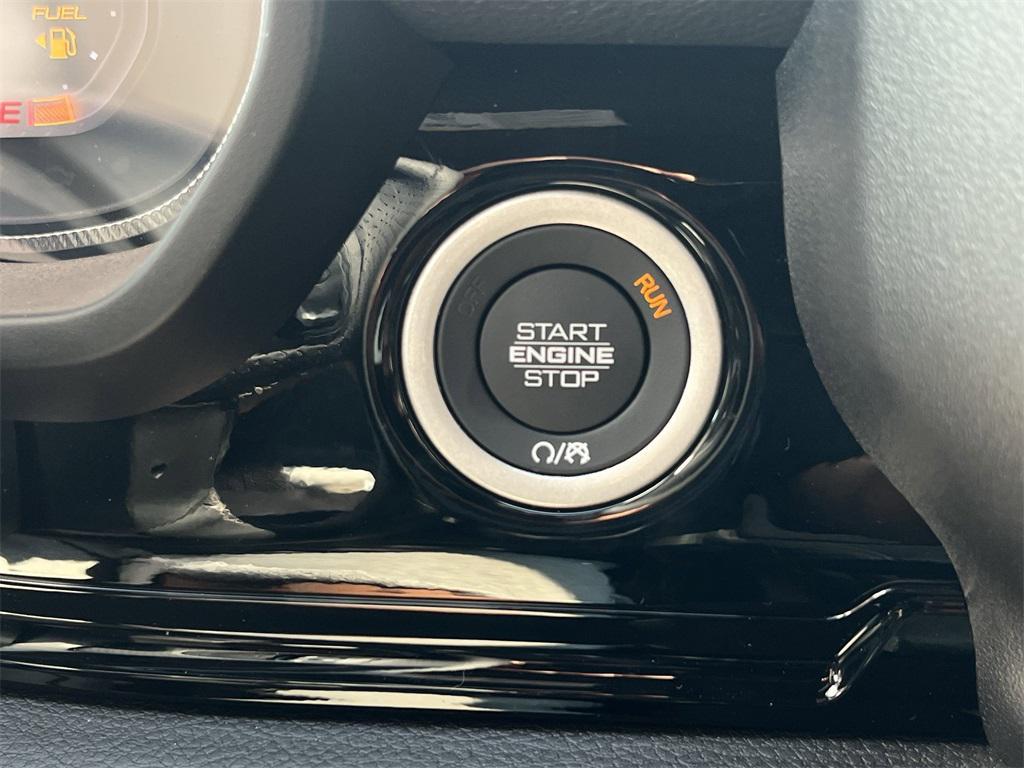 FUEL
E
OFF
RUN
START
ENGINE
STOP